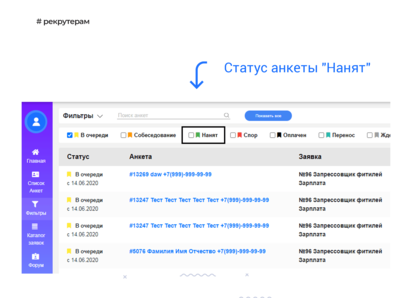 # рекрутерам
Статус анкеты "Нанят"
Фильтры
Поиск анкет
Показать все
В очереди
Собеседование
Нанят
Спор
Оплачен
Перенос
Главная
Список
Анкет
Фильтры
Каталог
заявок
Форум
Статус Анкета Заявка
В очереди #13269 daw +7(999)-999-99-99 №96 Запрессовщик фитилей
с 14.06.2020 Зарплата
В очереди #13247 Тест Тест Тест Тест Тест +7(999)-999-99-99 №96 Запрессовщик фитилей
с 14.06.2020 Зарплата
В очереди #13247 Тест Тест Тест Тест Тест +7(999)-999-99-99 №96 Запрессовщик фитилей
с 14.06.2020 Зарплата
В очереди #5076 Фамилия Имя Отчество +7(999)-999-99-99 №96 Запрессовщик фитилей
с 14.06.2020 Зарплата